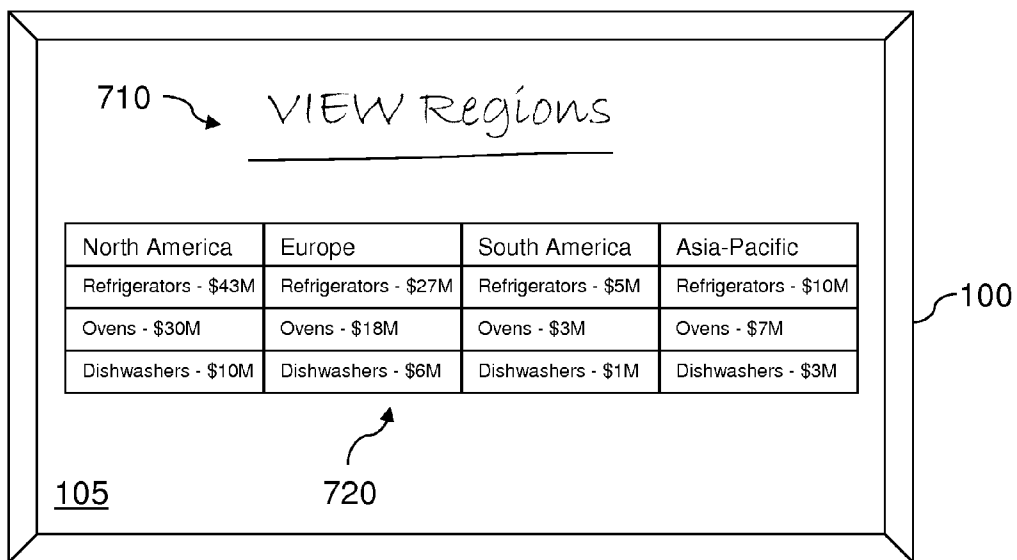 710
VIEW Regions
North America Europe South America Asia-Pacific
Refrigerators - $43M Refrigerators - $27M Refrigerators - $5M Refrigerators - $10M
100
Ovens - $30M Ovens - $18M Ovens - $3M Ovens - $7M
Dishwashers - $10M Dishwashers - $6M Dishwashers - $1M Dishwashers - $3M
105
720